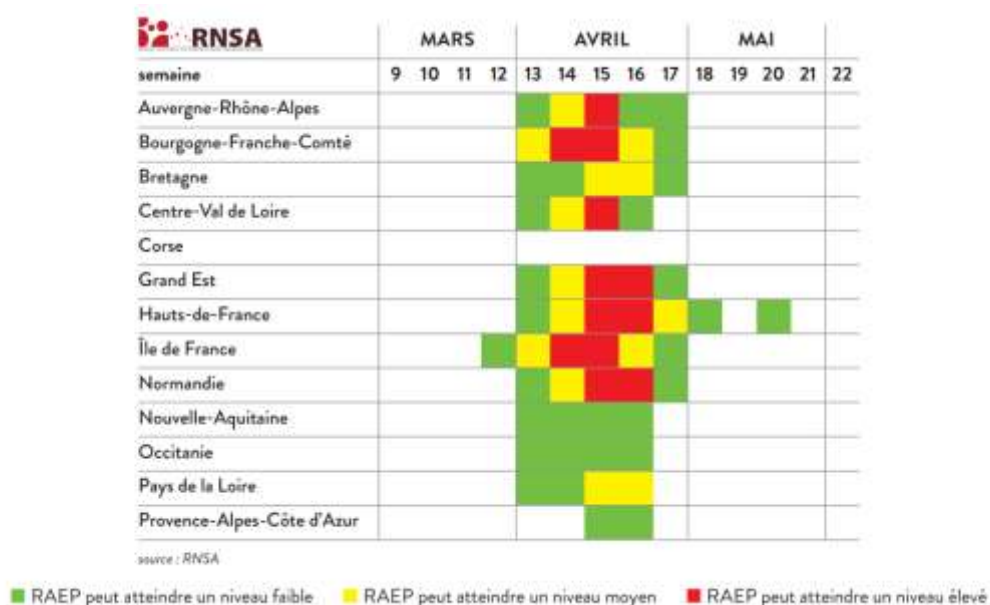 RNSA MARS AVRIL MAI
semaine 9 10 11 12 13 14 15 16 17 18 19 20 21 22
Auvergne-Rhône-Alpes
Bourgogne-Franche-Comté
Bretagne
Centre-Val de Loire
Corse
Grand Est
Hauts-de-France
Île de France
Normandie
Nouvelle-Aquitaine
Occitanie
Pays de la Loire
Provence-Alpes-Côte d'Azur
source : RNSA
RAEP peut atteindre un niveau faible RAEP peut atteindre un niveau moyen RAEP peut atteindre un niveau élevé